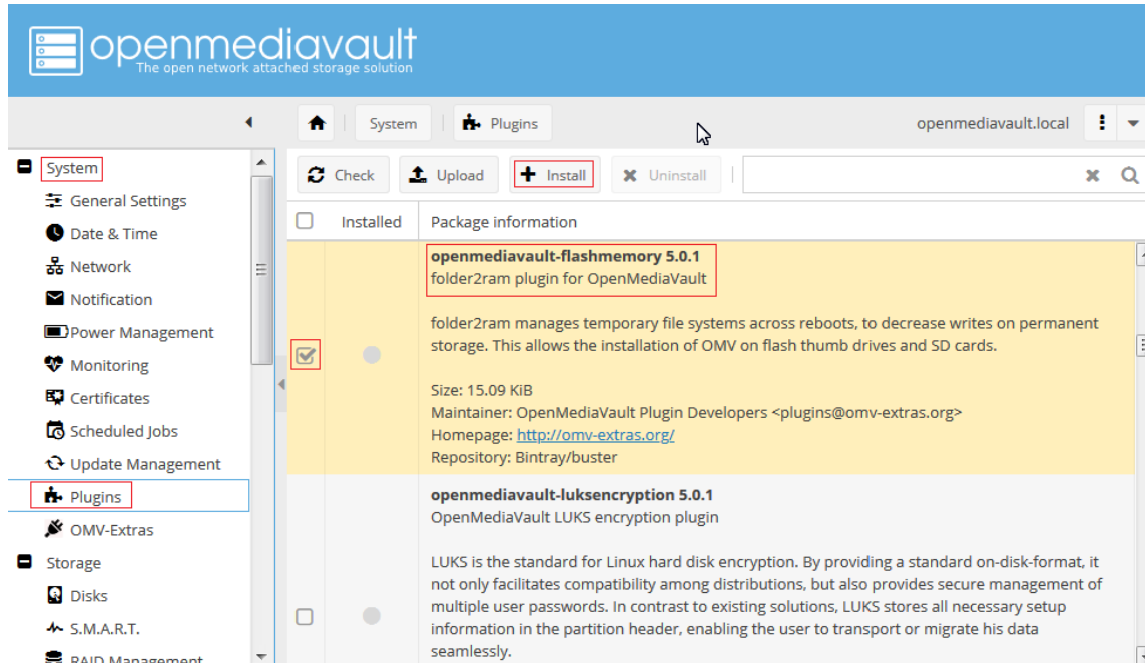 openmediavault
The open network attached storage solution
System
Plugins
openmediavault.local
System
General Settings
Date & Time
Network
Notification
Power Management
Monitoring
Certificates
Scheduled Jobs
Update Management
Plugins
OMV-Extras
Storage
Disks
S.M.A.R.T.
RAID Management
Check
Upload
Install
Uninstall
Installed
Package information
openmediavault-flashmemory 5.0.1
folder2ram plugin for OpenMediaVault
folder2ram manages temporary file systems across reboots, to decrease writes on permanent
storage. This allows the installation of OMV on flash thumb drives and SD cards.
Size: 15.09 KiB
Maintainer: OpenMediaVault Plugin Developers <plugins@omv-extras.org>
Homepage: http://omv-extras.org/
Repository: Bintray/buster
openmediavault-luksencryption 5.0.1
OpenMediaVault LUKS encryption plugin
LUKS is the standard for Linux hard disk encryption. By providing a standard on-disk-format, it
not only facilitates compatibility among distributions, but also provides secure management of
multiple user passwords. In contrast to existing solutions, LUKS stores all necessary setup
information in the partition header, enabling the user to transport or migrate his data
seamlessly.